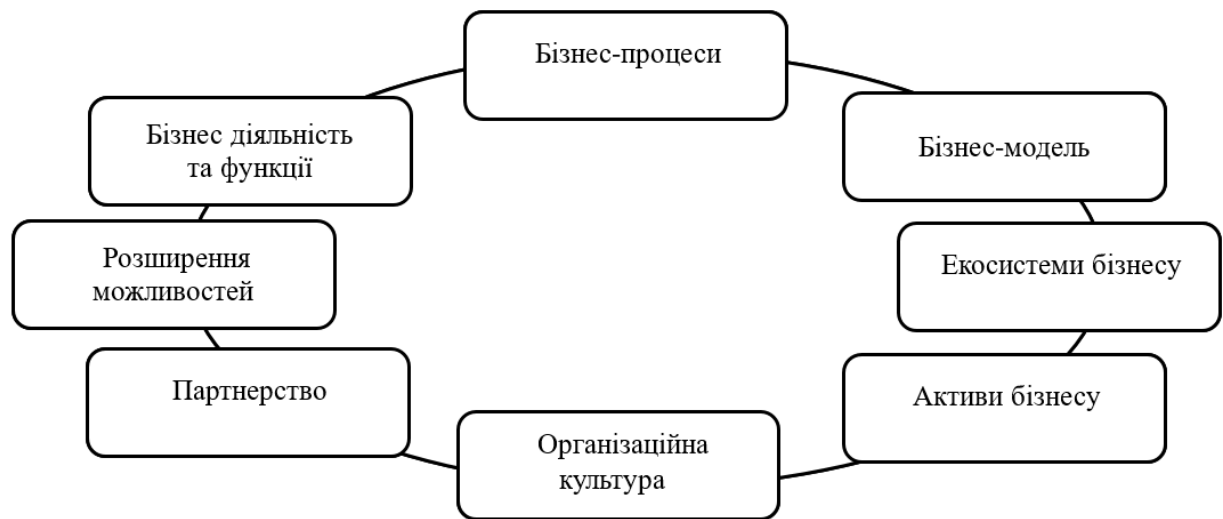 Бізнес-процеси
Бізнес діяльність
та функції
Бізнес-модель
Розширення
можливостей
Екосистеми бізнесу
Партнерство
Активи бізнесу
Організаційна
культура